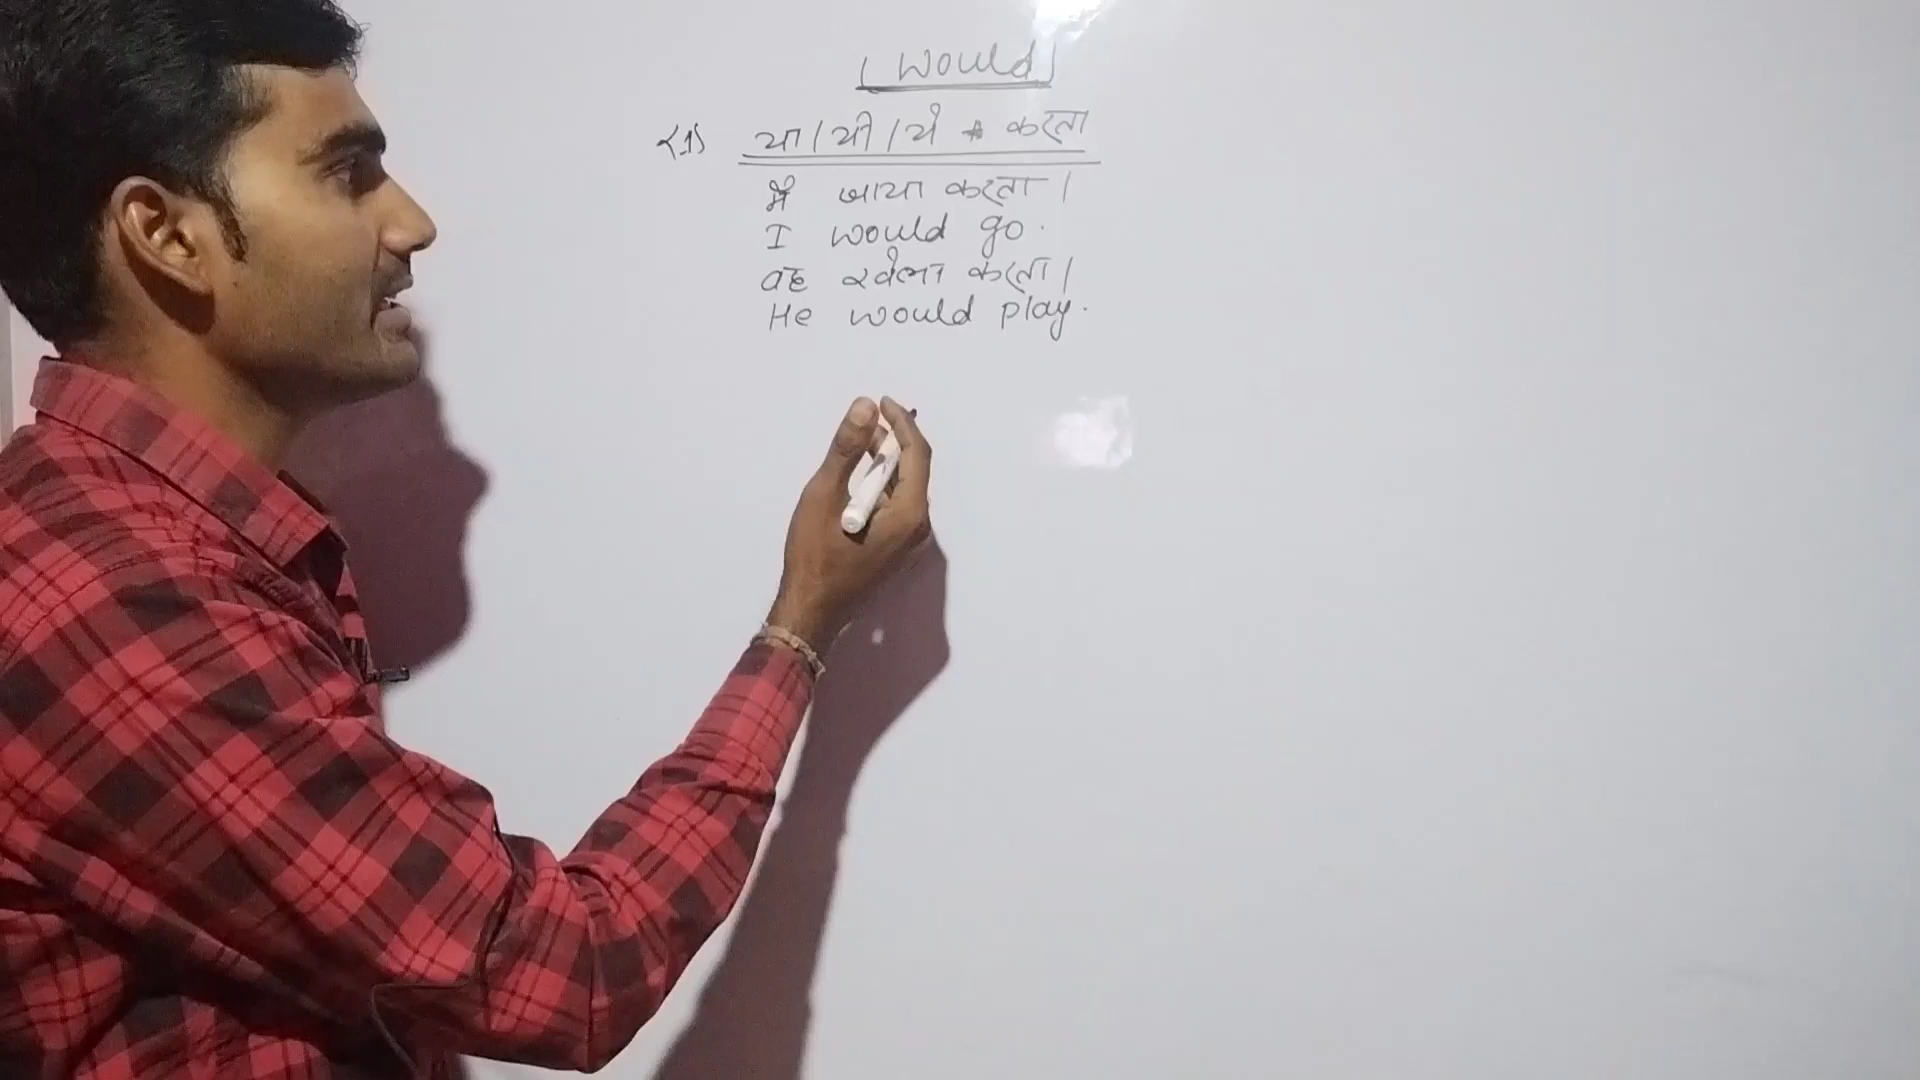 (Would)
(1) या/यी/ये + करता
मैं जाया करता।
I would go.
वह खेला करता।
He would play.